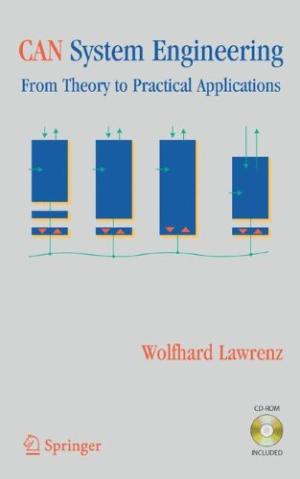 CAN System Engineering
From Theory to Practical Applications
Wolfhard Lawrenz
CD-ROM
INCLUDED
Springer